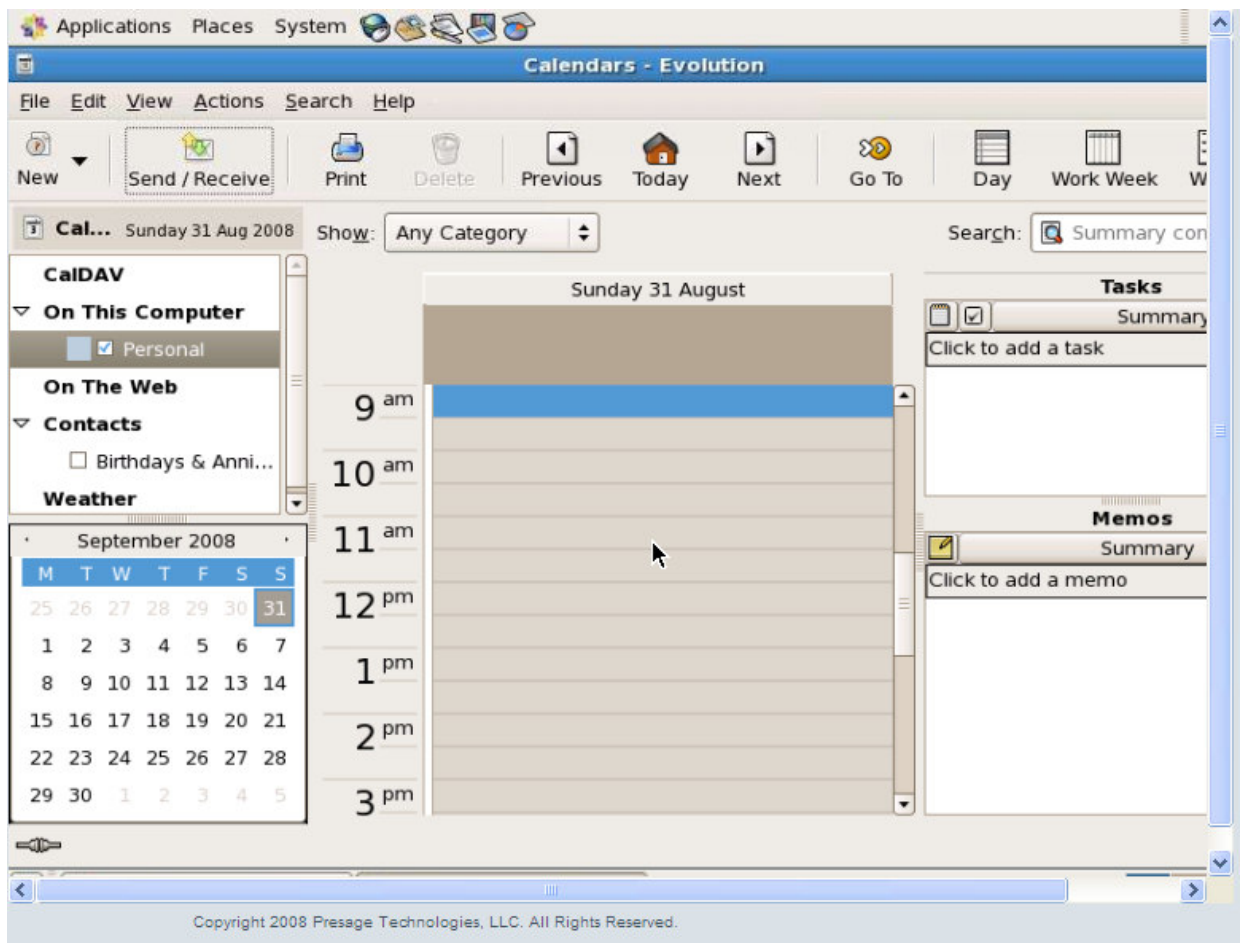 Applications Places System
Calendars - Evolution
File Edit View Actions Search Help
New Send / Receive Print Delete Previous Today Next Go To Day Work Week
Cal... Sunday 31 Aug 2008 Show: Any Category Search: Summary con
CalDAV
On This Computer
Personal
On The Web
Contacts
Birthdays & Anni...
Weather
September 2008
M T W T F S S
25 26 27 28 29 30 31
1 2 3 4 5 6 7
8 9 10 11 12 13 14
15 16 17 18 19 20 21
22 23 24 25 26 27 28
29 30 1 2 3 4 5
Sunday 31 August
9 am
10 am
11 am
12 pm
1 pm
2 pm
3 pm
Tasks
Summary
Click to add a task
Memos
Summary
Click to add a memo
Copyright 2008 Presage Technologies, LLC. All Rights Reserved.